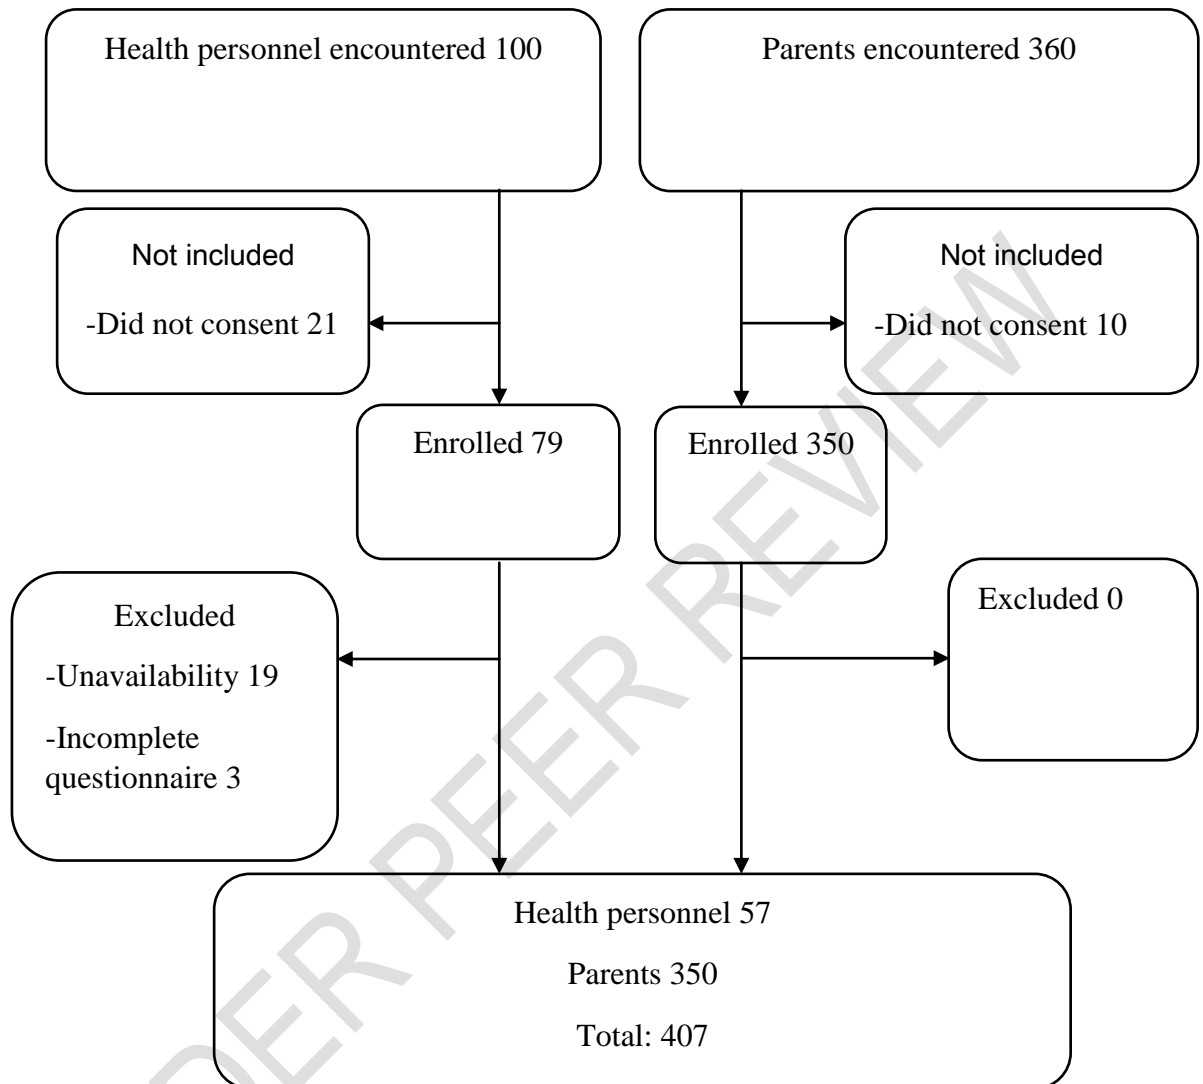 Health personnel encountered 100
Parents encountered 360
Not included
-Did not consent 21
Not included
-Did not consent 10
Enrolled 79
Enrolled 350
Excluded
-Unavailability 19
-Incomplete
questionnaire 3
Excluded 0
Health personnel 57
Parents 350
Total: 407
DER PEER REVIEW